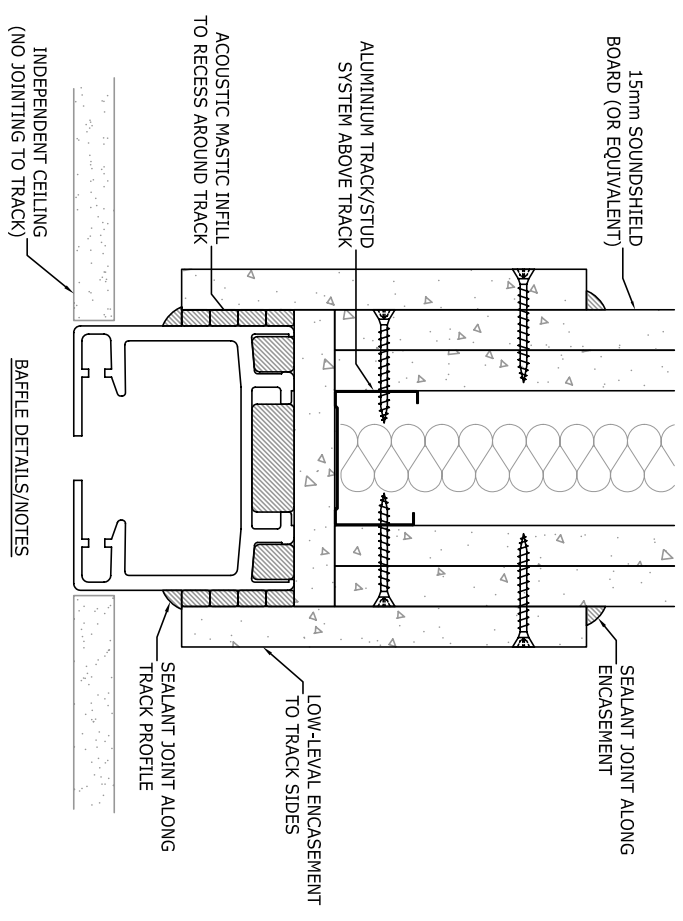 15mm SOUNDSHIELD
BOARD (OR EQUIVALENT)
ALUMINIUM TRACK/STUD
SYSTEM ABOVE TRACK
ACOUSTIC MASTIC INFILL
TO RECESS AROUND TRACK
INDEPENDENT CEILING
(NO JOINTING TO TRACK)
SEALANT JOINT ALONG
ENCASEMENT
LOW-LEVAL ENCASEMENT
TO TRACK SIDES
SEALANT JOINT ALONG
TRACK PROFILE
BAFFLE DETAILS/NOTES